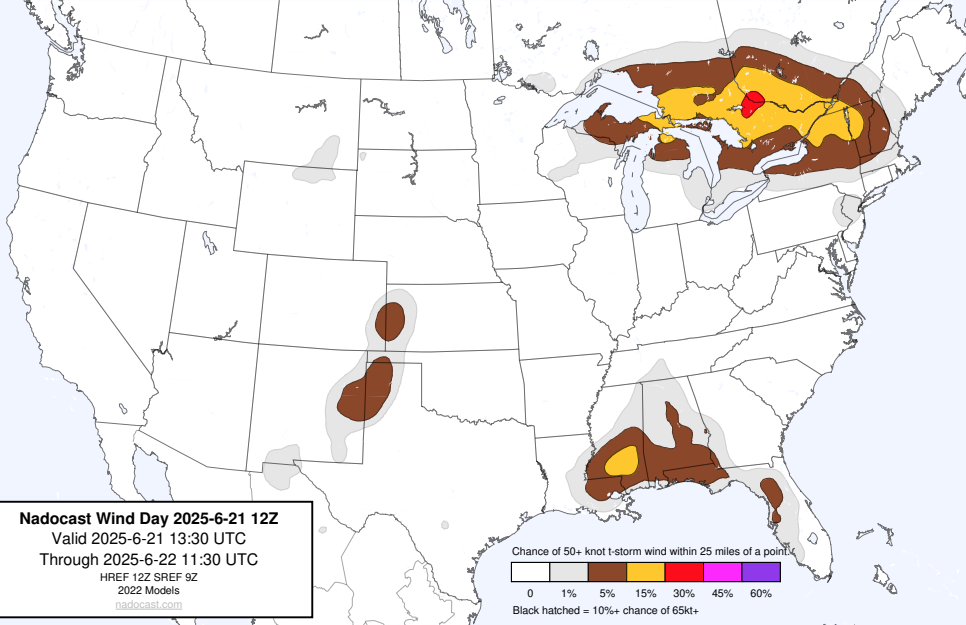 Nadocast Wind Day 2025-6-21 12Z
Valid 2025-6-21 13:30 UTC
Through 2025-6-22 11:30 UTC
HREF 12Z SREF 9Z
2022 Models
nadocast.com
Chance of 50+ knot t-storm wind within 25 miles of a point.
0 1% 5% 15% 30% 45% 60%
Black hatched = 10%+ chance of 65kt+